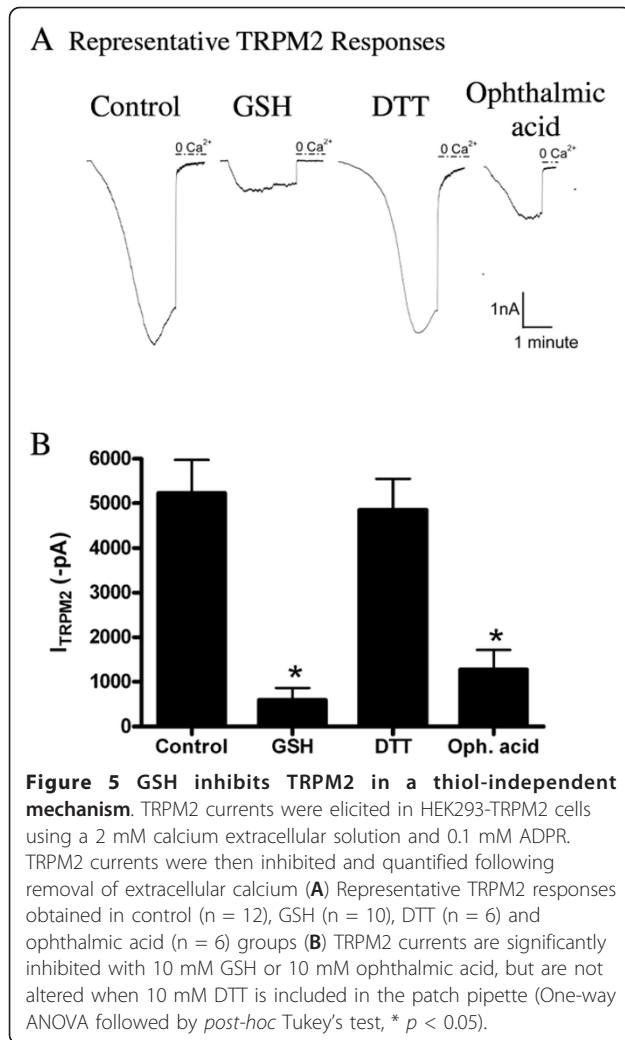 A Representative TRPM2 Responses
Control GSH DTT Ophthalmic acid
0 Ca²⁺ 0 Ca²⁺ 0 Ca²⁺ 0 Ca²⁺
1nA
1 minute
B
I_TRPM2 (-pA)
6000
5000
4000
3000
2000
1000
0
* *
Control GSH DTT Oph. acid
Figure 5 GSH inhibits TRPM2 in a thiol-independent
mechanism. TRPM2 currents were elicited in HEK293-TRPM2 cells
using a 2 mM calcium extracellular solution and 0.1 mM ADPR.
TRPM2 currents were then inhibited and quantified following
removal of extracellular calcium (A) Representative TRPM2 responses
obtained in control (n = 12), GSH (n = 10), DTT (n = 6) and
ophthalmic acid (n = 6) groups (B) TRPM2 currents are significantly
inhibited with 10 mM GSH or 10 mM ophthalmic acid, but are not
altered when 10 mM DTT is included in the patch pipette (One-way
ANOVA followed by post-hoc Tukey's test, * p < 0.05).